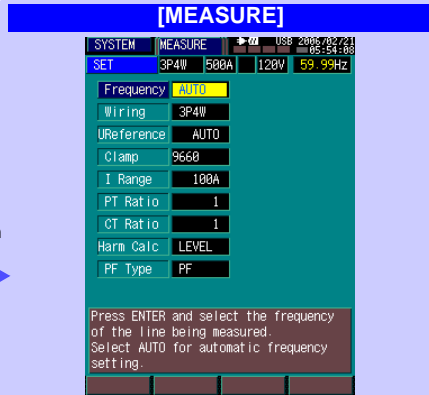 [MEASURE]
SYSTEM MEASURE USB 2006/02/21
05:54:08
SET 3P4W 500A 120V 59.99Hz
Frequency AUTO
Wiring 3P4W
UReference AUTO
Clamp 9660
I Range 100A
PT Ratio 1
CT Ratio 1
Harm Calc LEVEL
PF Type PF
Press ENTER and select the frequency
of the line being measured.
Select AUTO for automatic frequency
setting.